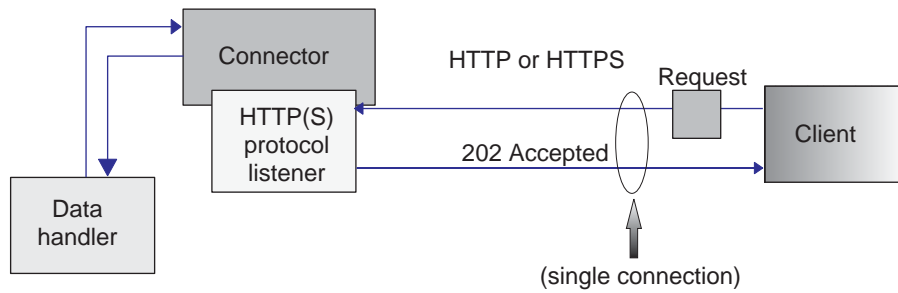 Connector
HTTP or HTTPS
Request
HTTP(S)
protocol
listener
202 Accepted
Client
Data
handler
(single connection)